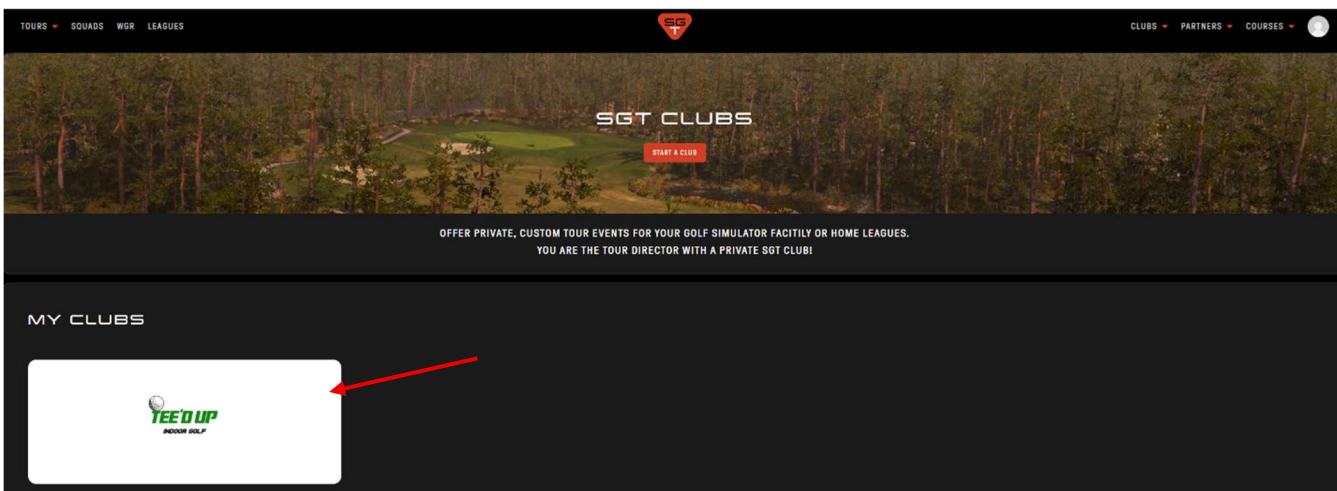 TOURS SQUADS WGR LEAGUES
SGT
CLUBS PARTNERS COURSES
SGT CLUBS
START A CLUB
OFFER PRIVATE, CUSTOM TOUR EVENTS FOR YOUR GOLF SIMULATOR FACITILY OR HOME LEAGUES.
YOU ARE THE TOUR DIRECTOR WITH A PRIVATE SGT CLUB!
MY CLUBS
TEE'D UP
INDOOR GOLF